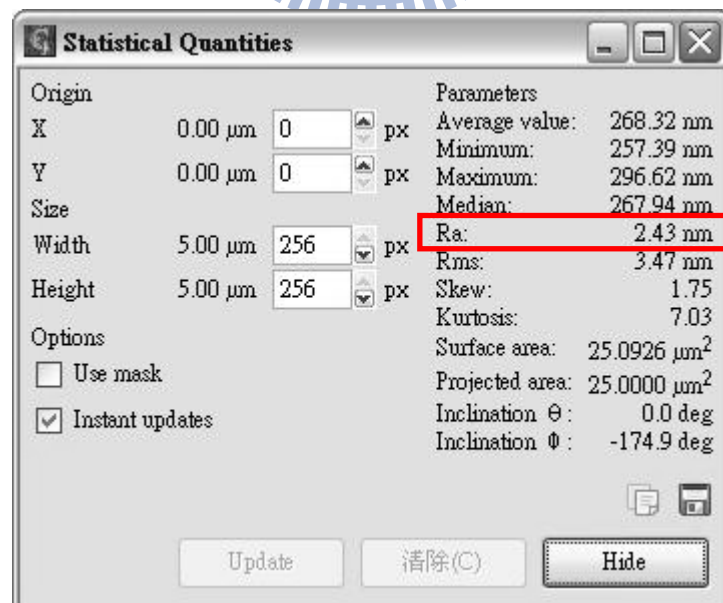 Statistical Quantities
Origin
X 0.00 μm 0 px
Y 0.00 μm 0 px
Size
Width 5.00 μm 256 px
Height 5.00 μm 256 px
Options
Use mask
Instant updates
Parameters
Average value: 268.32 nm
Minimum: 257.39 nm
Maximum: 296.62 nm
Median: 267.94 nm
Ra: 2.43 nm
Rms: 3.47 nm
Skew: 1.75
Kurtosis: 7.03
Surface area: 25.0926 μm²
Projected area: 25.0000 μm²
Inclination θ : 0.0 deg
Inclination Φ : -174.9 deg
Update 清除(C) Hide